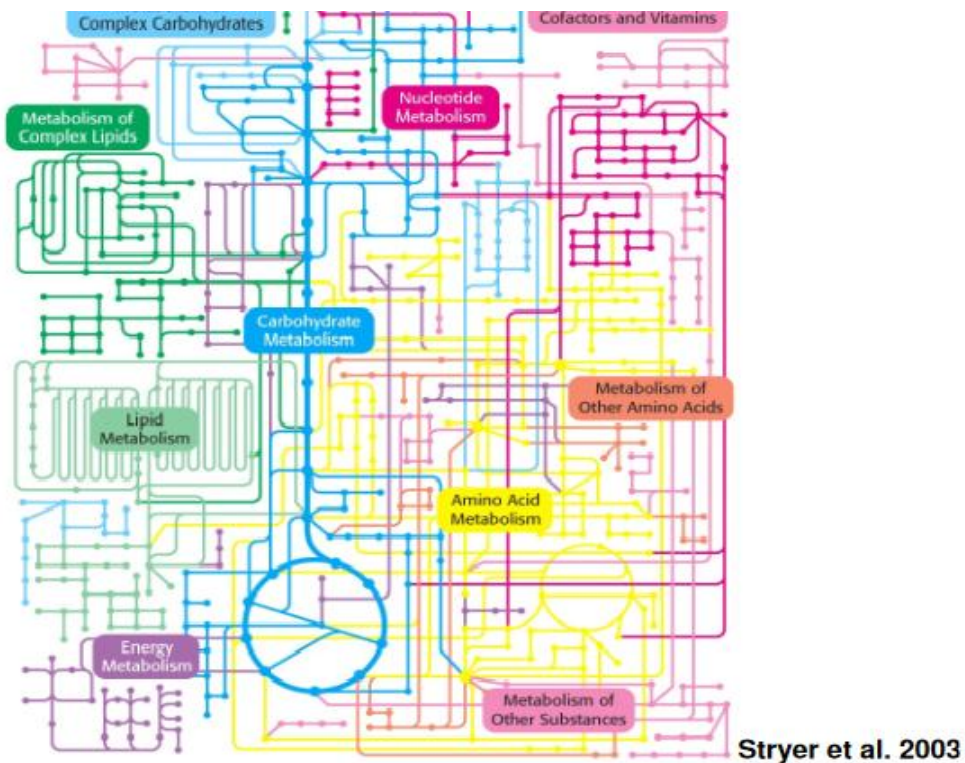 Complex Carbohydrates
Cofactors and Vitamins
Nucleotide
Metabolism
Metabolism of
Complex Lipids
Carbohydrate
Metabolism
Metabolism of
Other Amino Acids
Lipid
Metabolism
Amino Acid
Metabolism
Energy
Metabolism
Metabolism of
Other Substances
Stryer et al. 2003